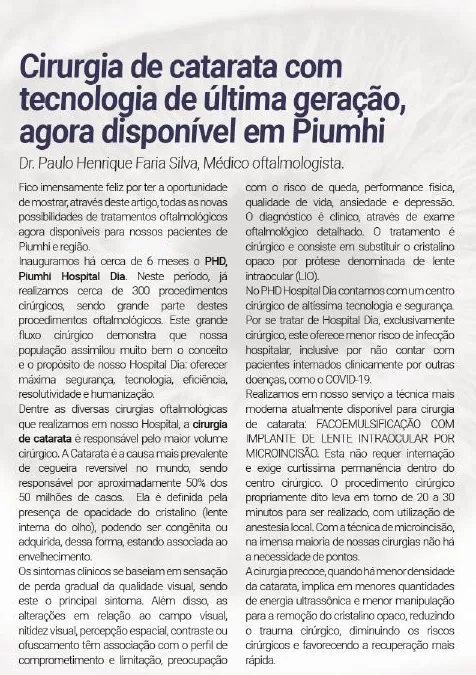 Cirurgia de catarata com
tecnologia de última geração,
agora disponível em Piumhi
Dr. Paulo Henrique Faria Silva, Médico oftalmologista.
Fico imensamente feliz por ter a oportunidade
de mostrar, através deste artigo, todas as novas
possibilidades de tratamentos oftalmológicos
agora disponíveis para nossos pacientes de
Piumhi e região.
Inauguramos há cerca de 6 meses o PHD,
Piumhi Hospital Dia. Neste período, já
realizamos cerca de 300 procedimentos
cirúrgicos, sendo grande parte destes
procedimentos oftalmológicos. Este grande
fluxo cirúrgico demonstra que nossa
população assimilou muito bem o conceito
e o propósito de nosso Hospital Dia: oferecer
máxima segurança, tecnologia, eficiência,
resolutividade e humanização.
Dentre as diversas cirurgias oftalmológicas
que realizamos em nosso Hospital, a cirurgia
de catarata é responsável pelo maior volume
cirúrgico. A Catarata é a causa mais prevalente
de cegueira reversível no mundo, sendo
responsável por aproximadamente 50% dos
50 milhões de casos. Ela é definida pela
presença de opacidade do cristalino (lente
interna do olho), podendo ser congênita ou
adquirida, dessa forma, estando associada ao
envelhecimento.
Os sintomas clínicos se baseiam em sensação
de perda gradual da qualidade visual, sendo
este o principal sintoma. Além disso, as
alterações em relação ao campo visual,
nitidez visual, percepção espacial, contraste ou
ofuscamento têm associação com o perfil de
comprometimento e limitação, preocupação
com o risco de queda, performance física,
qualidade de vida, ansiedade e depressão.
O diagnóstico é clínico, através de exame
oftalmológico detalhado. O tratamento é
cirúrgico e consiste em substituir o cristalino
opaco por prótese denominada de lente
intraocular (LIO).
No PHD Hospital Dia contamos com um centro
cirúrgico de altíssima tecnologia e segurança.
Por se tratar de Hospital Dia, exclusivamente
cirúrgico, este oferece menor risco de infecção
hospitalar, inclusive por não contar com
pacientes internados clinicamente por outras
doenças, como o COVID-19.
Realizamos em nosso serviço a técnica mais
moderna atualmente disponível para cirurgia
de catarata: FACOEMULSIFICAÇÃO COM
IMPLANTE DE LENTE INTRAOCULAR POR
MICROINCISÃO. Esta não requer internação
e exige curtíssima permanência dentro do
centro cirúrgico. O procedimento cirúrgico
propriamente dito leva em torno de 20 a 30
minutos para ser realizado, com utilização de
anestesia local. Com a técnica de microincisão,
na imensa maioria de nossas cirurgias não há
a necessidade de pontos.
A cirurgia precoce, quando há menor densidade
da catarata, implica em menores quantidades
de energia ultrassônica e menor manipulação
para a remoção do cristalino opaco, reduzindo
o trauma cirúrgico, diminuindo os riscos
cirúrgicos e favorecendo a recuperação mais
rápida.